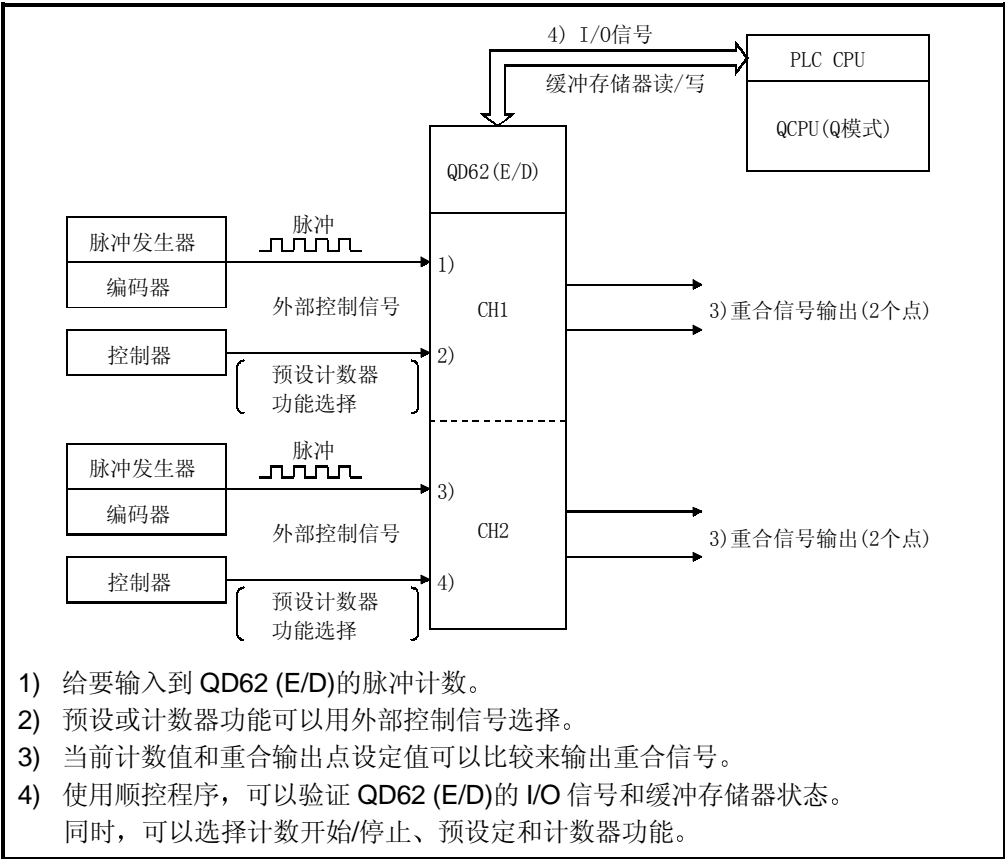 4) I/O信号
缓冲存储器读/写
PLC CPU
QCPU(Q模式)
QD62(E/D)
脉冲发生器
编码器
脉冲
1)
外部控制信号
CH1
3)重合信号输出(2个点)
控制器
2)
预设计数器
功能选择
脉冲发生器
编码器
脉冲
3)
外部控制信号
CH2
3)重合信号输出(2个点)
控制器
4)
预设计数器
功能选择
1) 给要输入到 QD62 (E/D)的脉冲计数。
2) 预设或计数器功能可以用外部控制信号选择。
3) 当前计数值和重合输出点设定值可以比较来输出重合信号。
4) 使用顺控程序，可以验证 QD62 (E/D)的 I/O 信号和缓冲存储器状态。
同时，可以选择计数开始/停止、预设定和计数器功能。